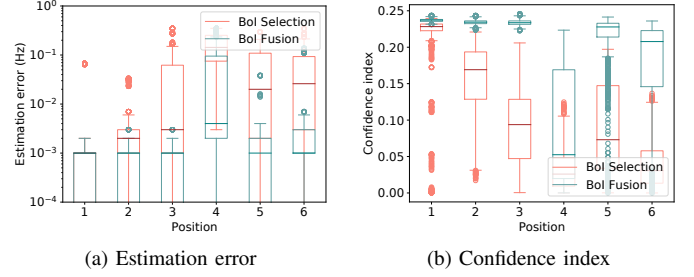 10⁰
10⁻¹
10⁻²
10⁻³
10⁻⁴
Estimation error (Hz)
BoI Selection
BoI Fusion
1 2 3 4 5 6
Position
(a) Estimation error
0.25
0.20
0.15
0.10
0.05
0.00
Confidence index
BoI Selection
BoI Fusion
1 2 3 4 5 6
Position
(b) Confidence index